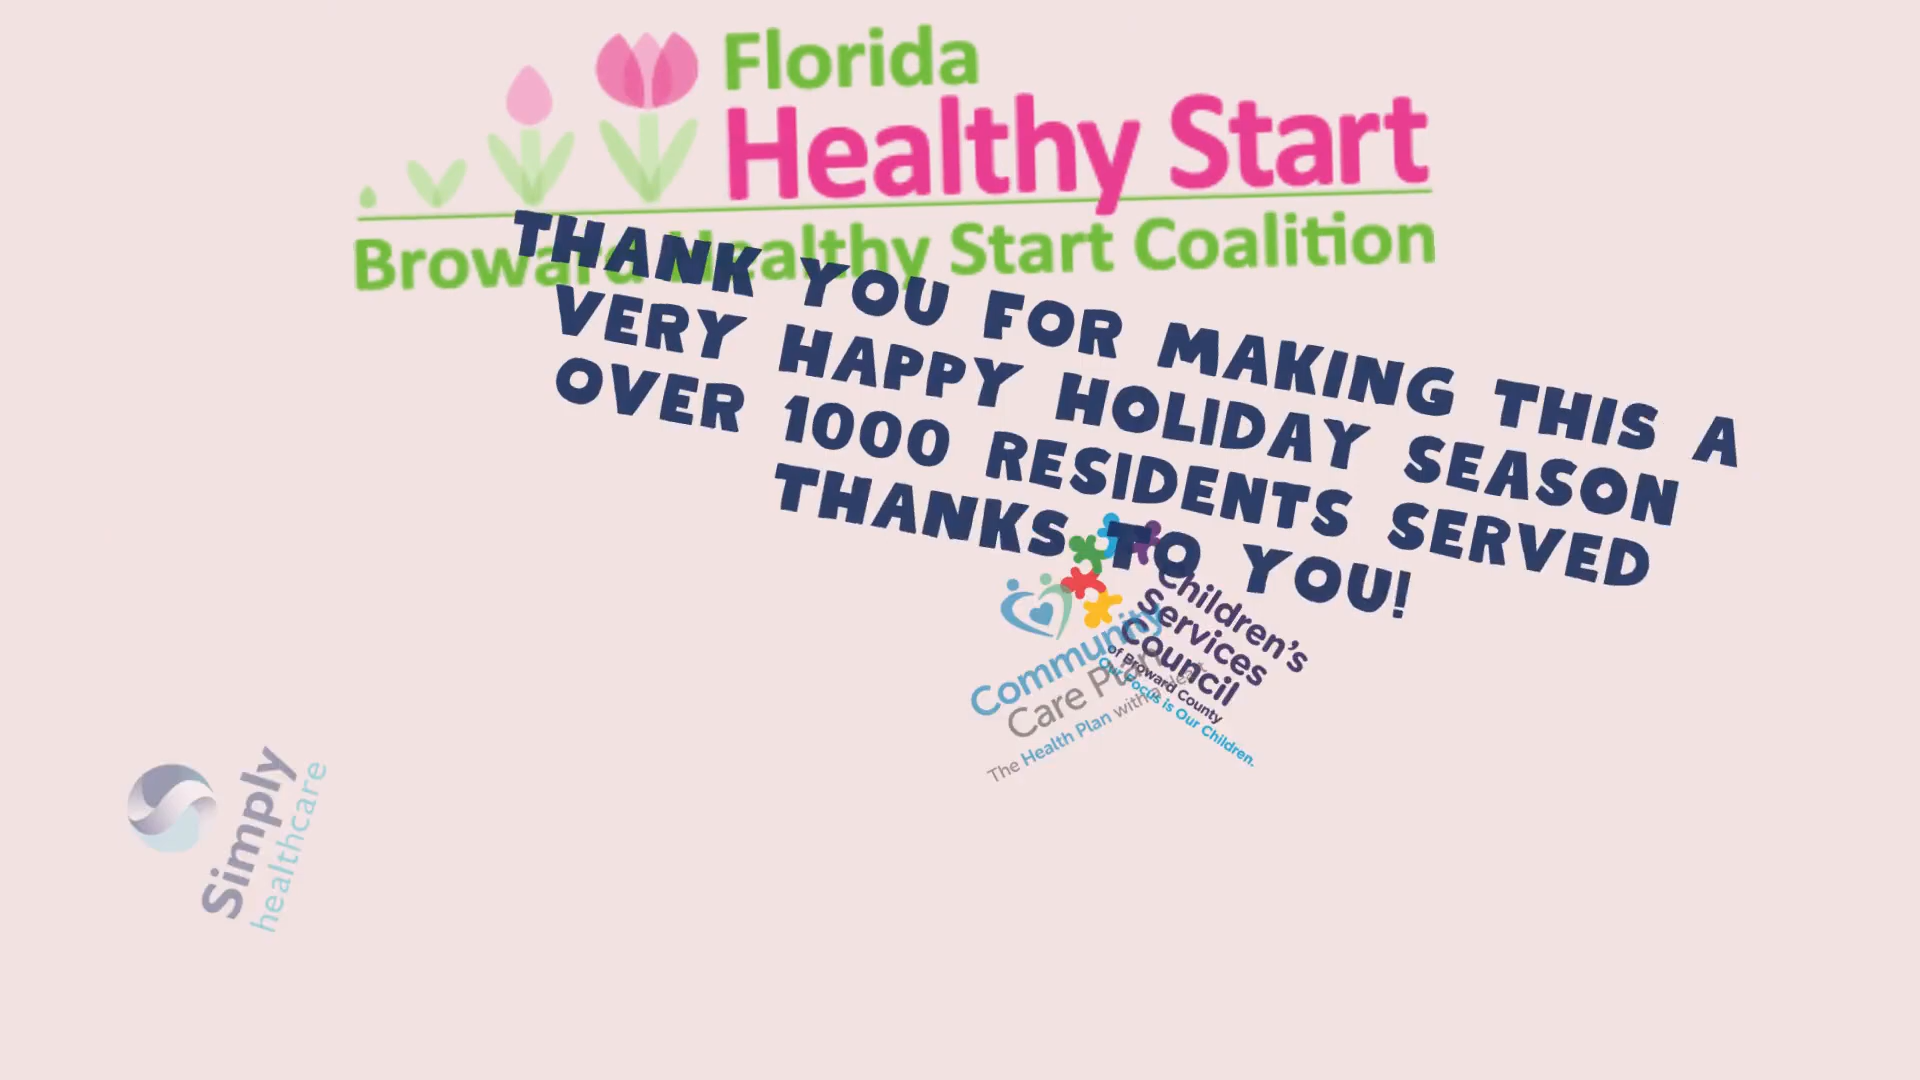 Florida
Healthy Start
Broward Healthy Start Coalition
THANK YOU FOR MAKING THIS A
VERY HAPPY HOLIDAY SEASON
OVER 1000 RESIDENTS SERVED
THANKS TO YOU!
Children's
Services
Council
of Broward County
Our Focus is Our Children.
Community
Care Plan
The Health Plan with a
Simply
healthcare